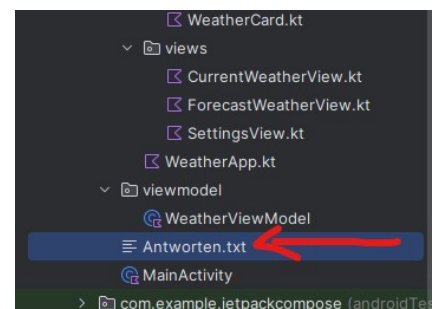 WeatherCard.kt
views
CurrentWeatherView.kt
ForecastWeatherView.kt
SettingsView.kt
WeatherApp.kt
viewmodel
WeatherViewModel
Antworten.txt
MainActivity
com.example.jetpackcompose (androidTes